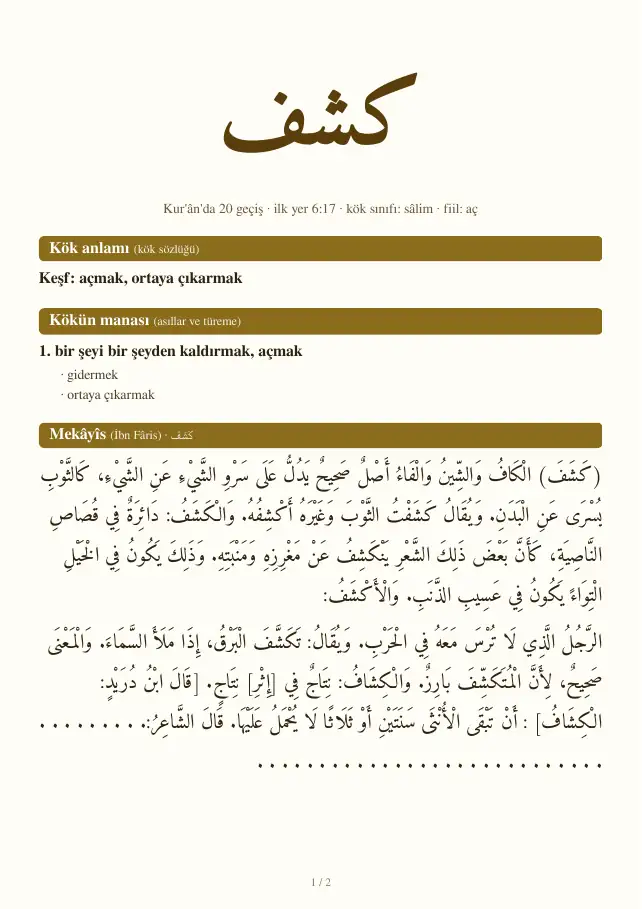 كشف
Kur'ân'da 20 geçiş · ilk yer 6:17 · kök sınıfı: sâlim · fiil: aç
Kök anlamı (kök sözlüğü)
Keşf: açmak, ortaya çıkarmak
Kökün manası (asıllar ve türeme)
1. bir şeyi bir şeyden kaldırmak, açmak
· gidermek
· ortaya çıkarmak
Mekâyîs (İbn Fâris) · كشف
(كَشَفَ) الْكَافُ وَالشِّينُ وَالْفَاءُ أَصْلٌ صَحِيحٌ يَدُلُّ عَلَى سَرْوِ الشَّيْءِ عَنِ الشَّيْءِ، كَالثَّوْبِ
يُسْرَى عَنِ الْبَدَنِ. وَيُقَالُ كَشَفْتُ الثَّوْبَ وَغَيْرَهُ أَكْشِفُهُ. وَالْكَشَفُ: دَائِرَةٌ فِي قُصَاصِ
النَّاصِيَةِ، كَأَنَّ بَعْضَ ذَلِكَ الشَّعْرِ يَنْكَشِفُ عَنْ مَغْرِزِهِ وَمَنْبَتِهِ. وَذَلِكَ يَكُونُ فِي الْخَيْلِ
الْتِوَاءً يَكُونُ فِي عَسِيبِ الذَّنَبِ. وَالْأَكْشَفُ:
الرَّجُلُ الَّذِي لَا تُرْسَ مَعَهُ فِي الْحَرْبِ. وَيُقَالُ: تَكَشَّفَ الْبَرْقُ، إِذَا مَلَأَ السَّمَاءَ. وَالْمَعْنَى
صَحِيحٌ، لِأَنَّ الْمُتَكَشِّفَ بَارِزٌ. وَالْكِشَافُ: نِتَاجٌ فِي [إِثْرِ] نِتَاجٍ. [قَالَ ابْنُ دُرَيْدٍ:
الْكِشَافُ] : أَنْ تَبْقَى الْأُنْثَى سَنَتَيْنِ أَوْ ثَلَاثًا لَا يُحْمَلُ عَلَيْهَا. قَالَ الشَّاعِرُ:. . . . . . . . . .
. . . . . . . . . . . . . . . . . . . . . . . . . . . .
1 / 2